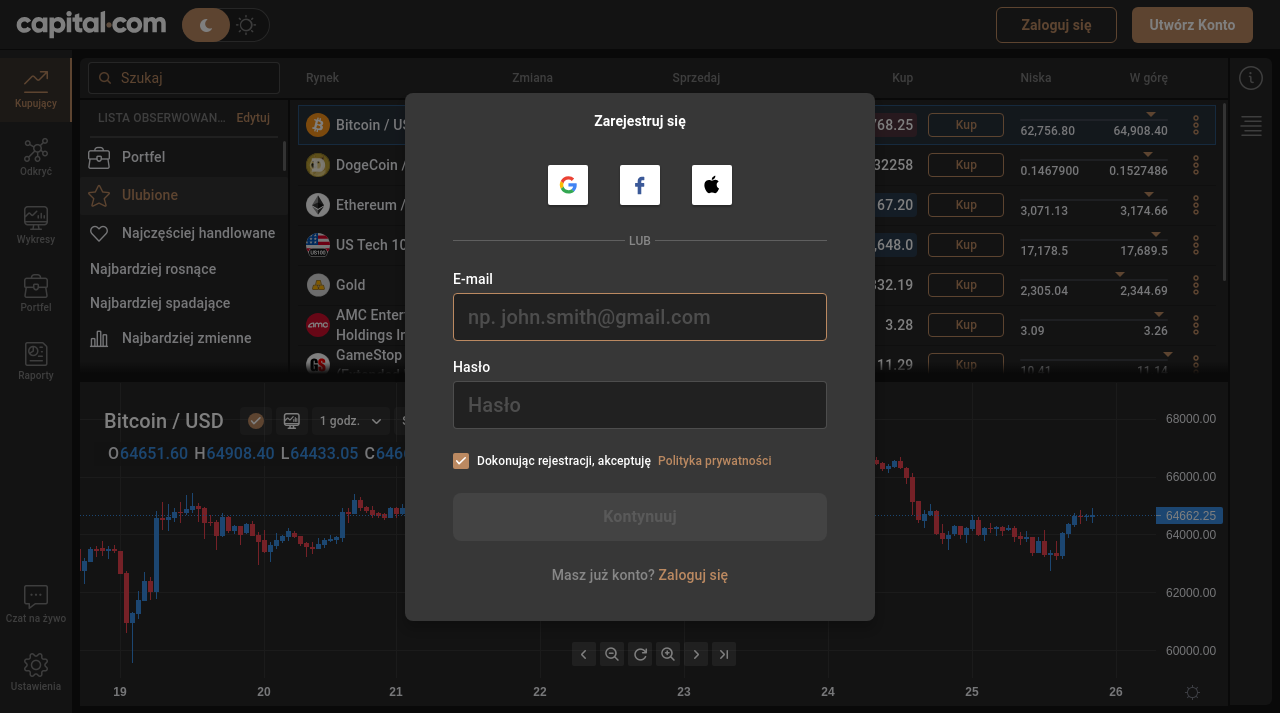 capital.com
Zaloguj się
Utwórz Konto
Kupujący
Odkryć
Wykresy
Portfel
Raporty
Czat na żywo
Ustawienia
Szukaj
LISTA OBSERWOWAN... Edytuj
Portfel
Ulubione
Najczęściej handlowane
Najbardziej rosnące
Najbardziej spadające
Najbardziej zmienne
Rynek Zmiana Sprzedaj Kup Niska W górę
Bitcoin / 768.25 Kup 62,756.80 64,908.40
DogeCoin / 32258 Kup 0.1467900 0.1527486
Ethereum / 67.20 Kup 3,071.13 3,174.66
US Tech 10 ,648.0 Kup 17,178.5 17,689.5
Gold 332.19 Kup 2,305.04 2,344.69
AMC Enter
Holdings In 3.28 Kup 3.09 3.26
GameStop 11.29 Kup 10.41 11.14
Zarejestruj się
LUB
E-mail
np. john.smith@gmail.com
Hasło
Hasło
Dokonując rejestracji, akceptuję Polityka prywatności
Kontynuuj
Masz już konto? Zaloguj się
Bitcoin / USD 1 godz.
O64651.60 H64908.40 L64433.05 C646
68000.00
66000.00
64662.25
64000.00
62000.00
60000.00
19 20 21 22 23 24 25 26